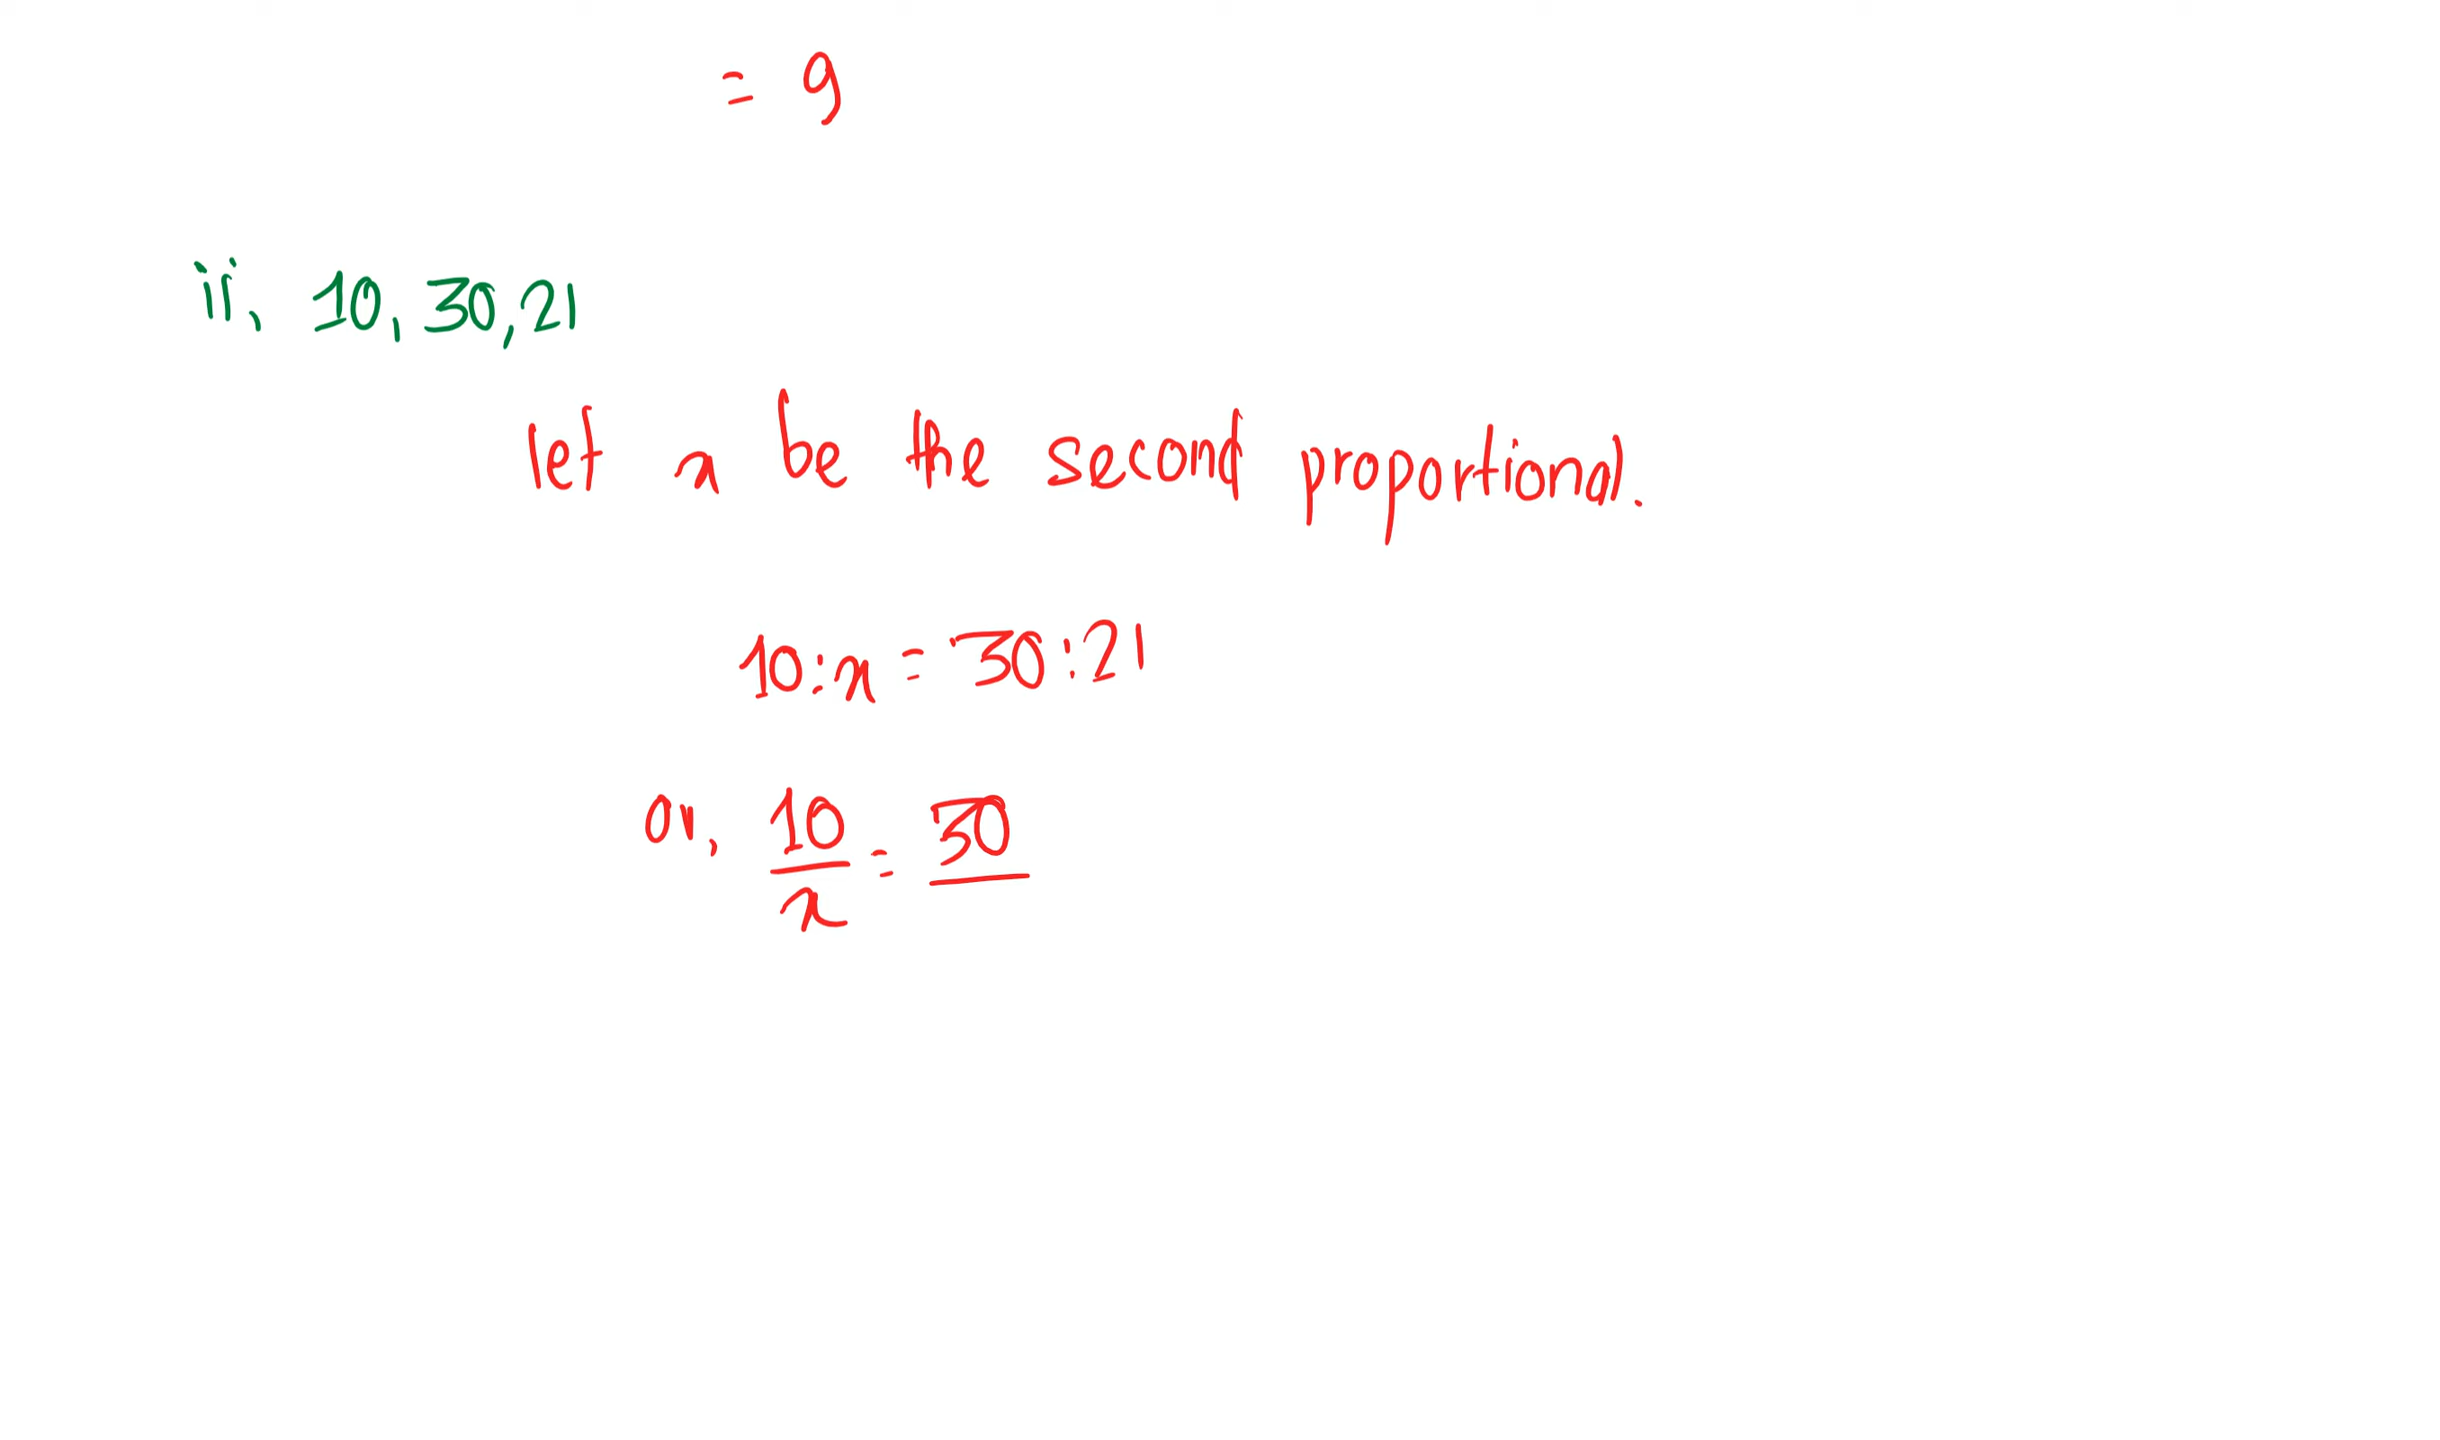 = 9
ii, 10, 30, 21
let x be the second proportional.
10:x = 30:21
or, 10/x = 30/